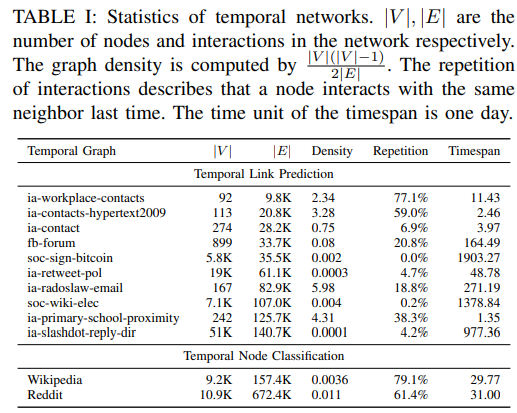 TABLE I: Statistics of temporal networks. |V|, |E| are the
number of nodes and interactions in the network respectively.
The graph density is computed by |V|(|V|−1)/2|E|. The repetition
of interactions describes that a node interacts with the same
neighbor last time. The time unit of the timespan is one day.
Temporal Graph |V| |E| Density Repetition Timespan
Temporal Link Prediction
ia-workplace-contacts 92 9.8K 2.34 77.1% 11.43
ia-contacts-hypertext2009 113 20.8K 3.28 59.0% 2.46
ia-contact 274 28.2K 0.75 6.9% 3.97
fb-forum 899 33.7K 0.08 20.8% 164.49
soc-sign-bitcoin 5.8K 35.5K 0.002 0.0% 1903.27
ia-retweet-pol 19K 61.1K 0.0003 4.7% 48.78
ia-radoslaw-email 167 82.9K 5.98 18.8% 271.19
soc-wiki-elec 7.1K 107.0K 0.004 0.2% 1378.84
ia-primary-school-proximity 242 125.7K 4.31 38.3% 1.35
ia-slashdot-reply-dir 51K 140.7K 0.0001 4.2% 977.36
Temporal Node Classification
Wikipedia 9.2K 157.4K 0.0036 79.1% 29.77
Reddit 10.9K 672.4K 0.011 61.4% 31.00